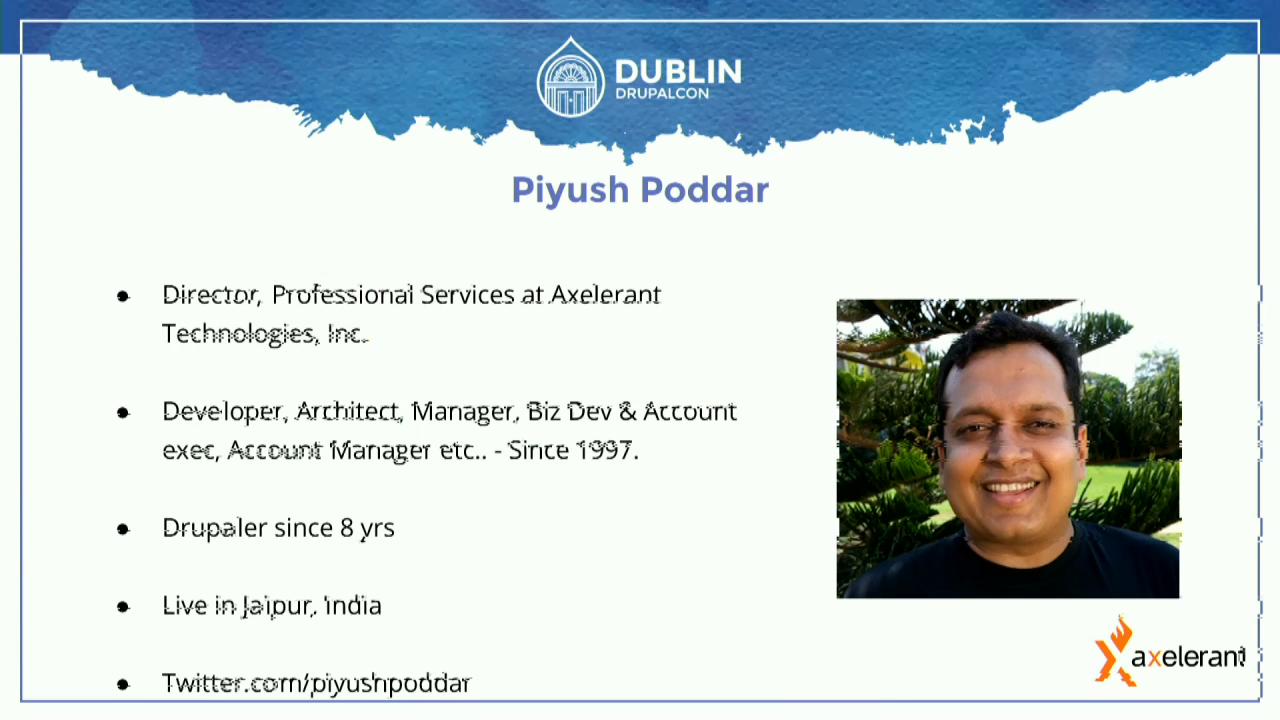 DUBLIN
DRUPALCON
Piyush Poddar
● Director, Professional Services at Axelerant
Technologies, Inc.
● Developer, Architect, Manager, Biz Dev & Account
exec, Account Manager etc.. - Since 1997.
● Drupaler since 8 yrs
● Live in Jaipur, India
● Twitter.com/piyushpoddar
axelerant